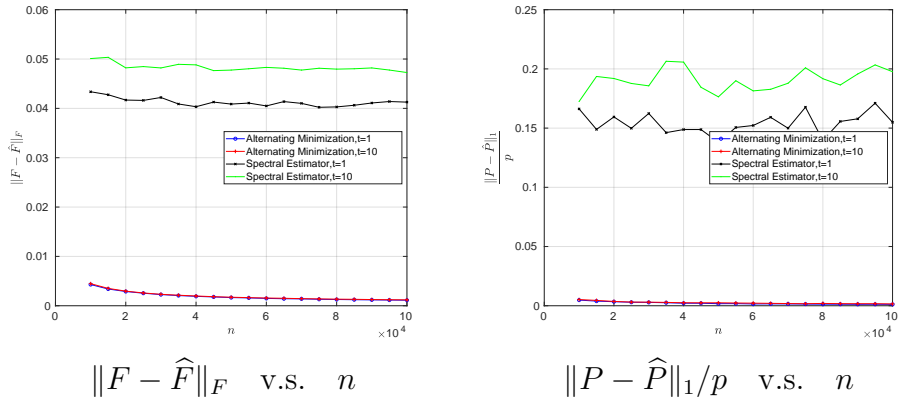 0.06
0.05
0.04
0.03
0.02
0.01
0
‖F − F̂‖_F
Alternating Minimization,t=1
Alternating Minimization,t=10
Spectral Estimator,t=1
Spectral Estimator,t=10
0 2 4 6 8 10
n
×10^4
‖F − F̂‖_F v.s. n
0.25
0.2
0.15
0.1
0.05
0
‖P − P̂‖_1
p
Alternating Minimization,t=1
Alternating Minimization,t=10
Spectral Estimator,t=1
Spectral Estimator,t=10
0 2 4 6 8 10
n
×10^4
‖P − P̂‖_1/p v.s. n